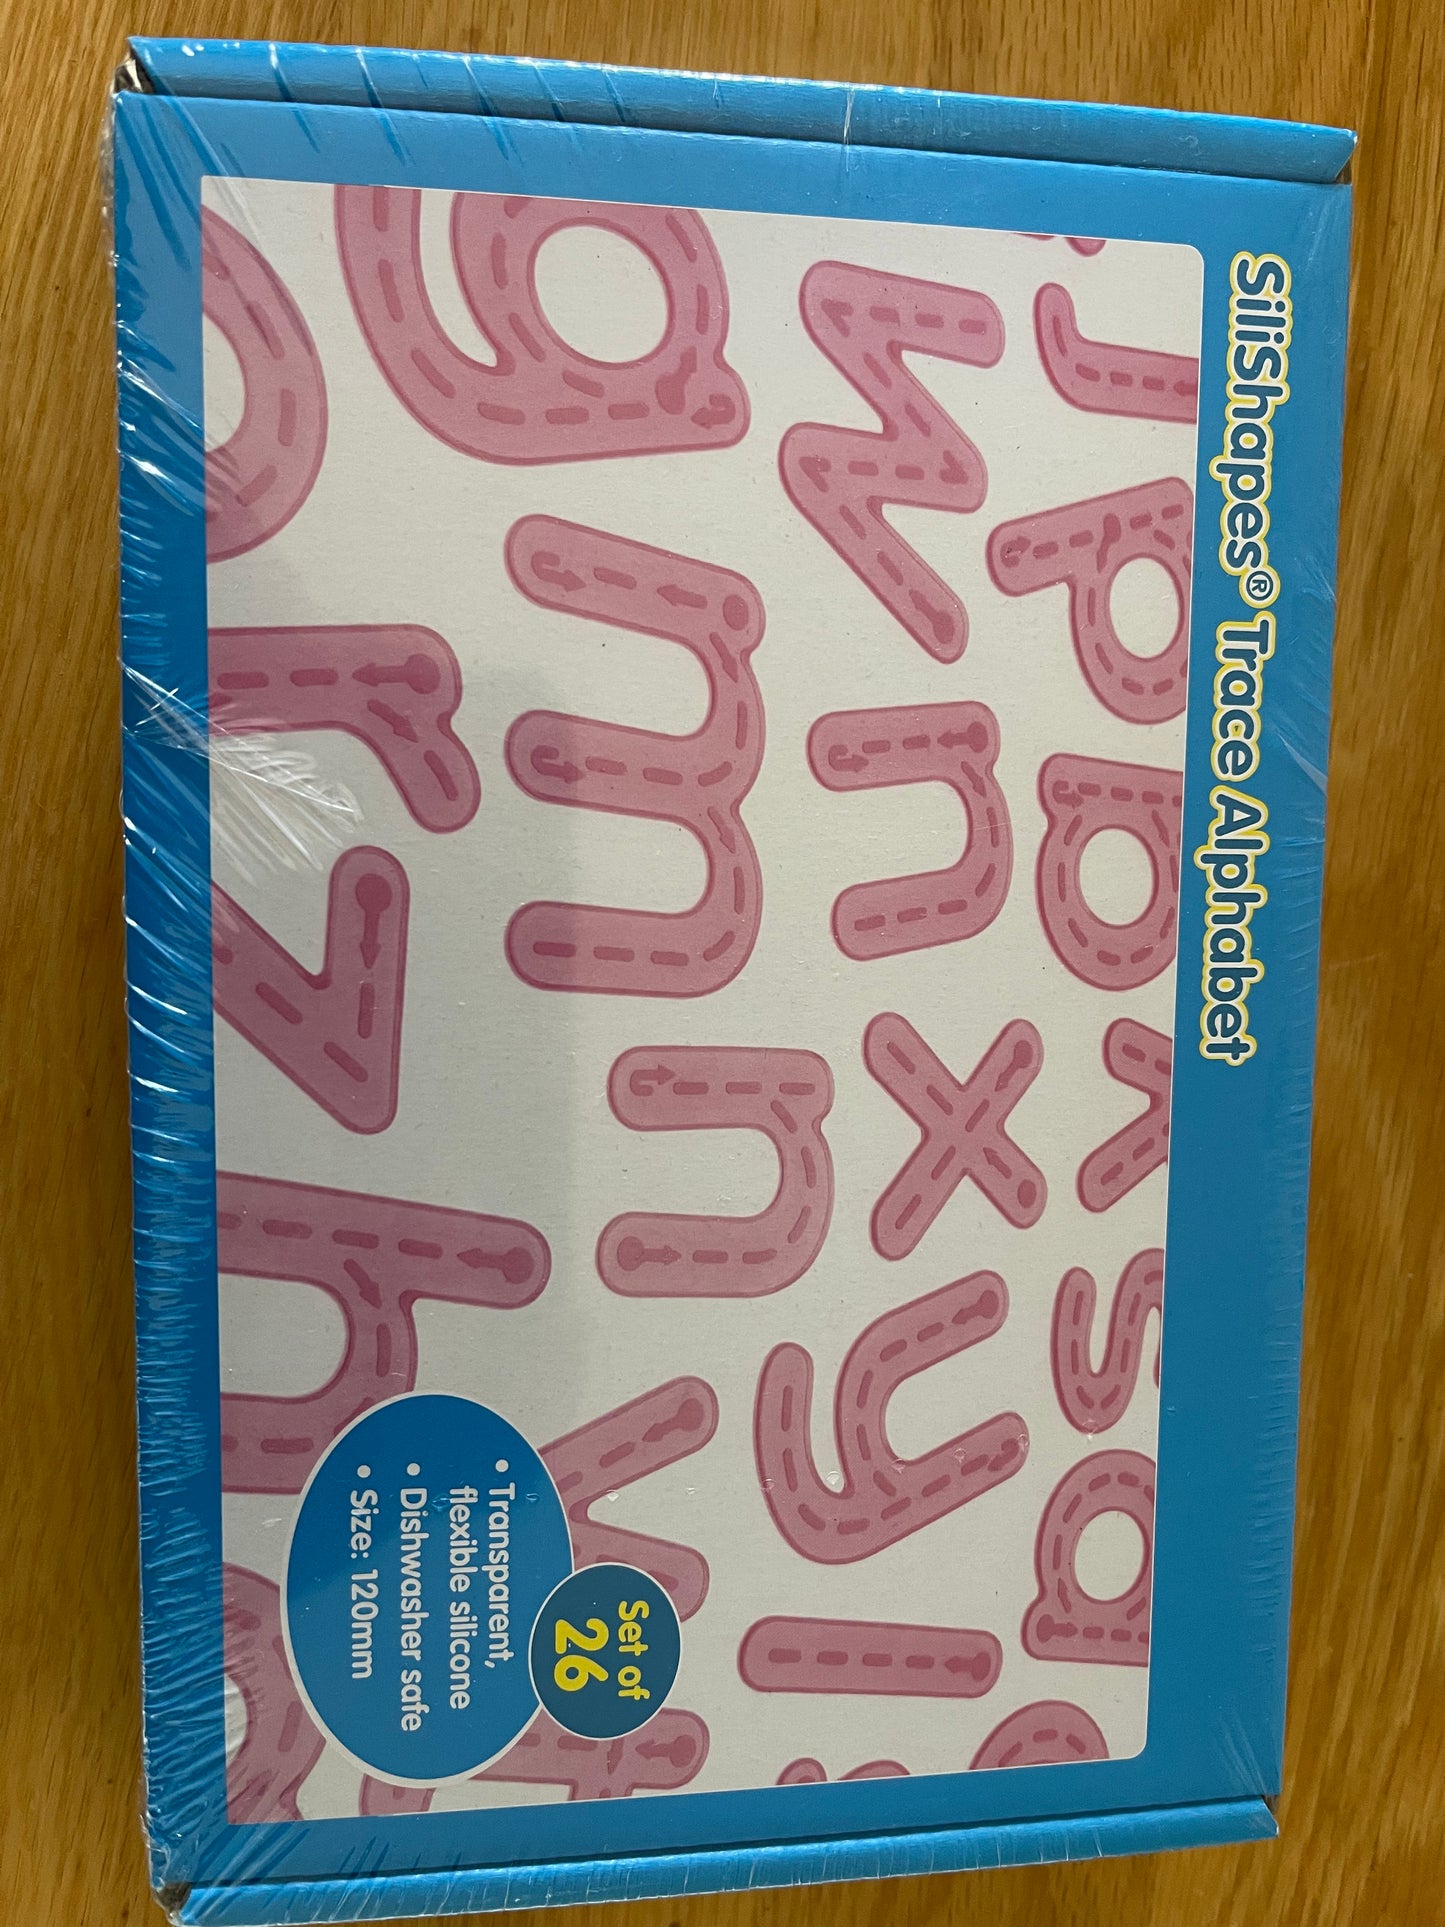 SiliShapes® Trace Alphabet
j p a x s a
w n x y l
g m n v t
o r z h
Set of
26
• Transparent,
flexible silicone
• Dishwasher safe
• Size: 120mm